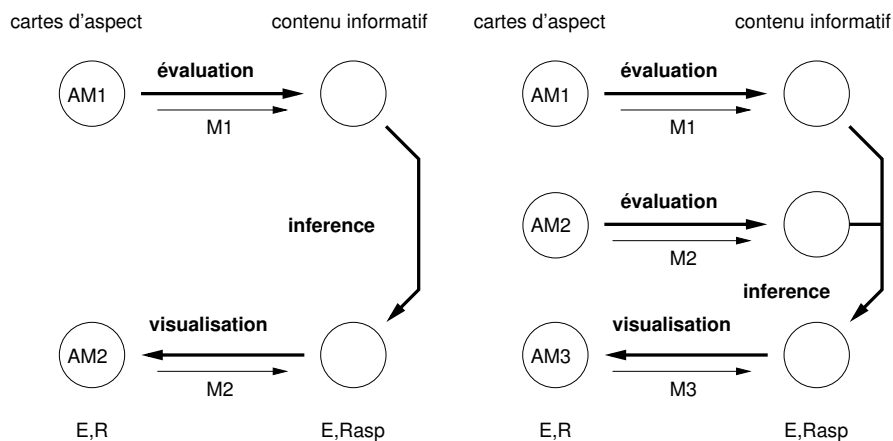 cartes d'aspect contenu informatif
évaluation
AM1
M1
inference
visualisation
AM2
M2
E,R E,Rasp
cartes d'aspect contenu informatif
évaluation
AM1
M1
évaluation
AM2
M2
inference
visualisation
AM3
M3
E,R E,Rasp